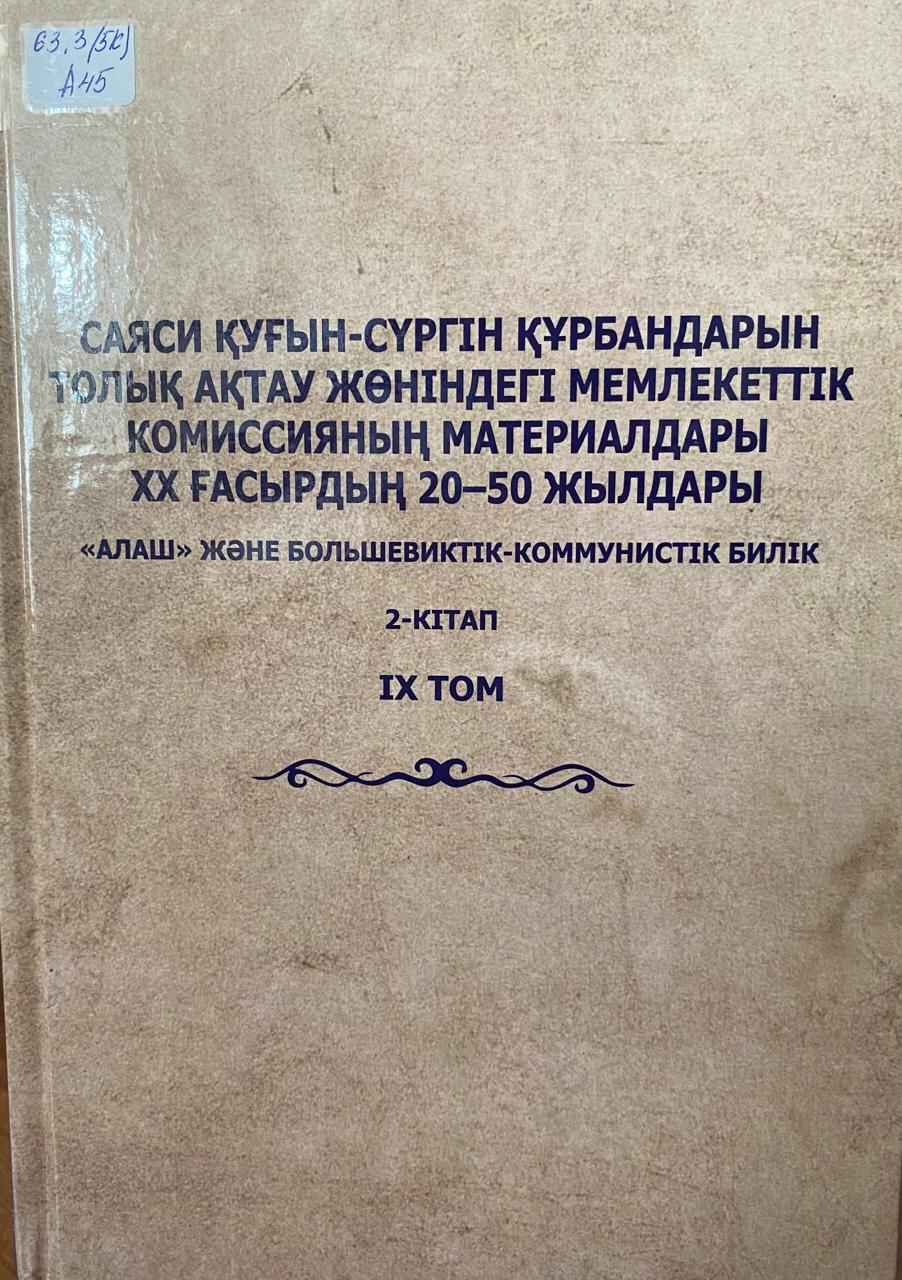 63.3(5К)
А45
САЯСИ ҚУҒЫН-СҮРГІН ҚҰРБАНДАРЫН
ТОЛЫҚ АҚТАУ ЖӨНІНДЕГІ МЕМЛЕКЕТТІК
КОМИССИЯНЫҢ МАТЕРИАЛДАРЫ
ХХ ҒАСЫРДЫҢ 20–50 ЖЫЛДАРЫ
«АЛАШ» ЖӘНЕ БОЛЬШЕВИКТІК-КОММУНИСТІК БИЛІК
2-КІТАП
IX ТОМ